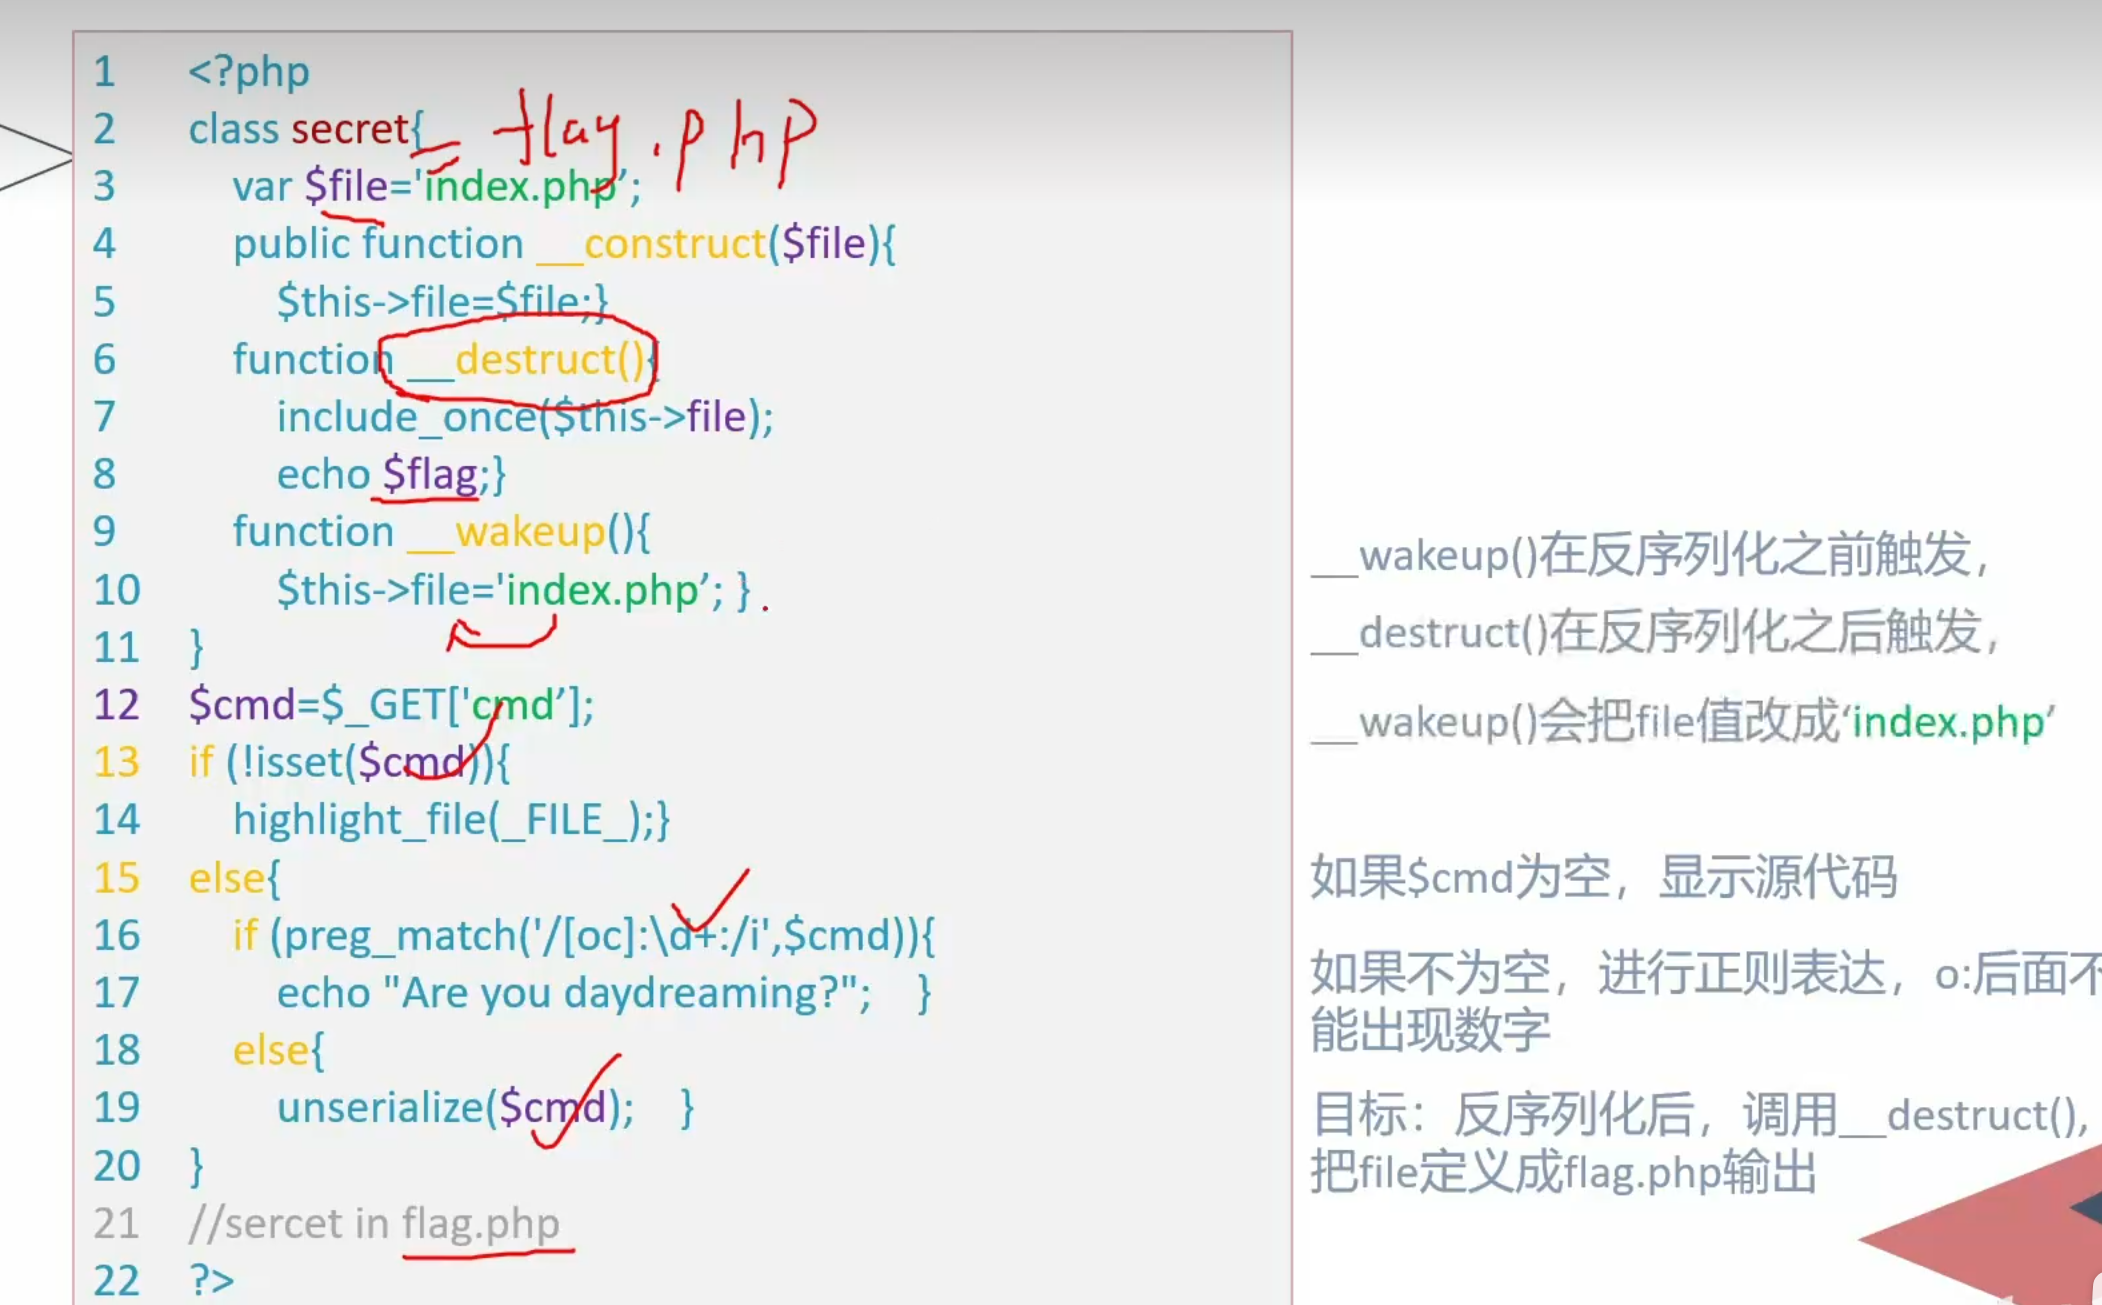 1 <?php
2 class secret{
= flag.php
3 var $file='index.php’;
4 public function __construct($file){
5 $this->file=$file;}
6 function __destruct(){
7 include_once($this->file);
8 echo $flag;}
9 function __wakeup(){
10 $this->file='index.php’; }
11 }
12 $cmd=$_GET['cmd’];
13 if (!isset($cmd)){
14 highlight_file(_FILE_);}
15 else{
16 if (preg_match('/[oc]:\d+:/i',$cmd)){
17 echo "Are you daydreaming?"; }
18 else{
19 unserialize($cmd); }
20 }
21 //sercet in flag.php
22 ?>
__wakeup()在反序列化之前触发，
__destruct()在反序列化之后触发，
__wakeup()会把file值改成‘index.php’
如果$cmd为空，显示源代码
如果不为空，进行正则表达，o:后面不
能出现数字
目标：反序列化后，调用__destruct(),
把file定义成flag.php输出